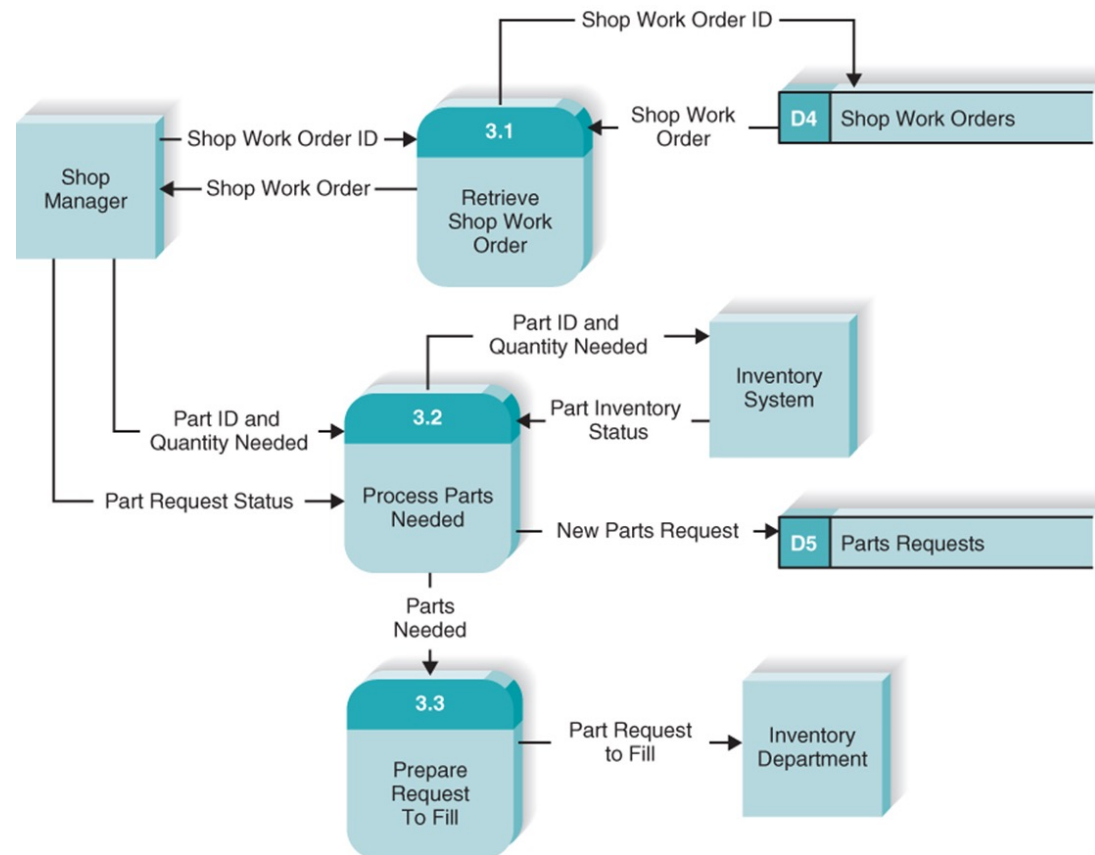 Shop Work Order ID
D4
Shop Work Orders
Shop Work
Order
3.1
Shop Work Order ID
Shop
Manager
Shop Work Order
Retrieve
Shop Work
Order
Part ID and
Quantity Needed
Inventory
System
3.2
Part Inventory
Status
Part ID and
Quantity Needed
Process Parts
Needed
Part Request Status
New Parts Request
D5
Parts Requests
Parts
Needed
3.3
Part Request
to Fill
Inventory
Department
Prepare
Request
To Fill